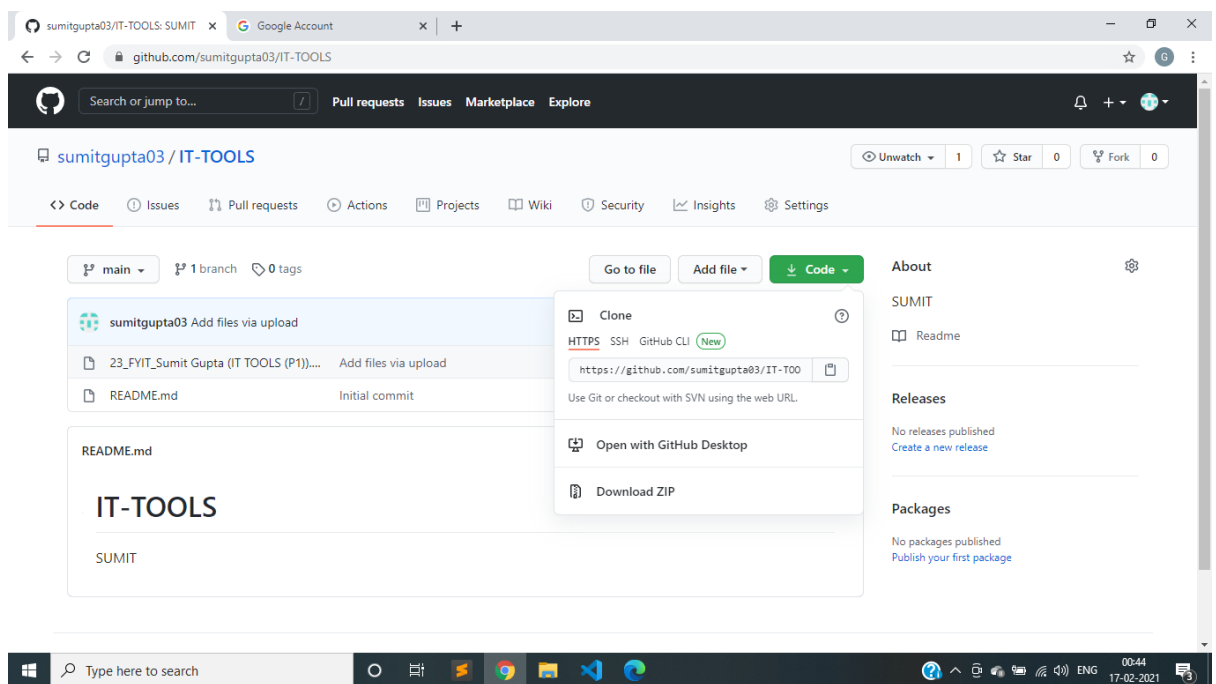 sumitgupta03/IT-TOOLS: SUMIT
Google Account
github.com/sumitgupta03/IT-TOOLS
G
Search or jump to...
/
Pull requests Issues Marketplace Explore
sumitgupta03 / IT-TOOLS
Unwatch 1 Star 0 Fork 0
Code Issues Pull requests Actions Projects Wiki Security Insights Settings
main 1 branch 0 tags
Go to file Add file Code
About
SUMIT
Readme
Clone
HTTPS SSH GitHub CLI New
https://github.com/sumitgupta03/IT-TOO
Use Git or checkout with SVN using the web URL.
Open with GitHub Desktop
Download ZIP
sumitgupta03 Add files via upload
23_FYIT_Sumit Gupta (IT TOOLS (P1)).... Add files via upload
README.md Initial commit
README.md
IT-TOOLS
SUMIT
Releases
No releases published
Create a new release
Packages
No packages published
Publish your first package
Type here to search
ENG
00:44
17-02-2021
3